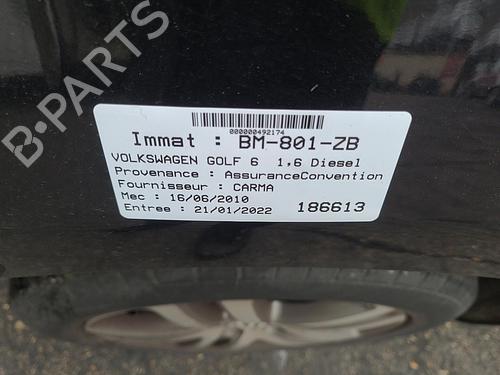 B-PARTS
000000492174
Immat : BM-801-ZB
VOLKSWAGEN GOLF 6 1.6 Diesel
Provenance : AssuranceConvention
Fournisseur : CARMA
Mec : 16/06/2010
Entree : 21/01/2022 186613